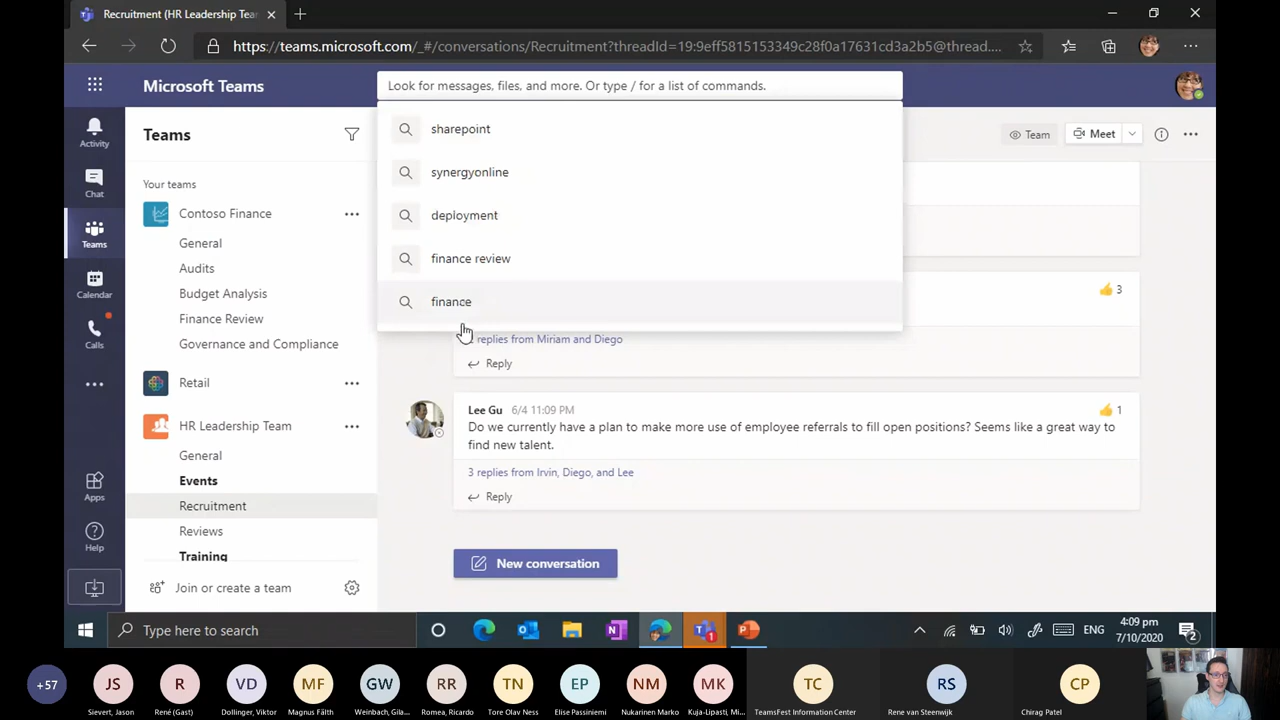 Recruitment (HR Leadership Tea
https://teams.microsoft.com/_#/conversations/Recruitment?threadId=19:9eff5815153349c28f0a17631cd3a2b5@thread....
Microsoft Teams
Look for messages, files, and more. Or type / for a list of commands.
sharepoint
synergyonline
deployment
finance review
finance
Activity
Chat
Teams
Calendar
Calls
Apps
Help
Teams
Your teams
Contoso Finance
General
Audits
Budget Analysis
Finance Review
Governance and Compliance
Retail
HR Leadership Team
General
Events
Recruitment
Reviews
Training
Join or create a team
Team
Meet
3
replies from Miriam and Diego
Reply
Lee Gu 6/4 11:09 PM
1
Do we currently have a plan to make more use of employee referrals to fill open positions? Seems like a great way to
find new talent.
3 replies from Irvin, Diego, and Lee
Reply
New conversation
Type here to search
ENG
4:09 pm
7/10/2020
2
+57
JS
R
VD
MF
GW
RR
TN
EP
NM
MK
TC
RS
CP
Sievert, Jason
René (Gast)
Dollinger, Viktor
Magnus Fälth
Weinbach, Gila...
Romea, Ricardo
Tore Olav Ness
Elise Passiniemi
Nukarinen Marko
Kuja-Lipasti, Mi...
TeamsFest Information Center
Rene van Steenwijk
Chirag Patel